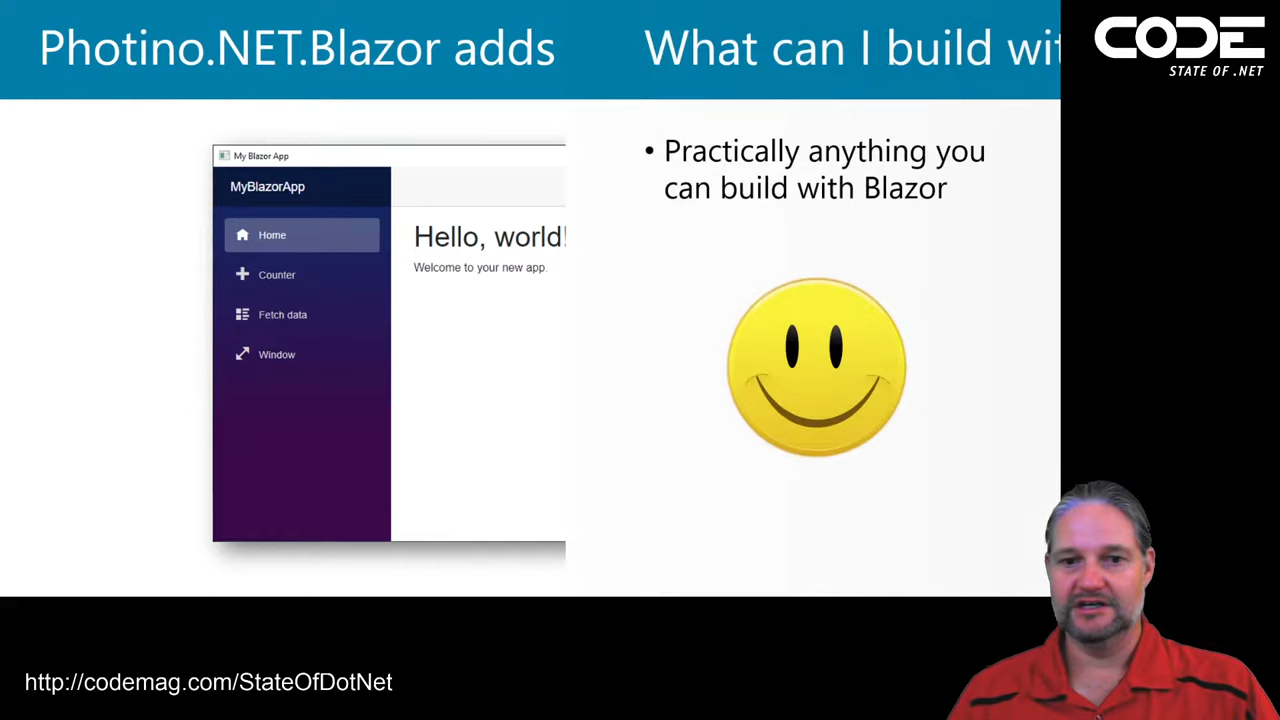 Photino.NET.Blazor adds
My Blazor App
MyBlazorApp
Home
Counter
Fetch data
Window
Hello, world!
Welcome to your new app.
What can I build wit
• Practically anything you
can build with Blazor
CODE
STATE OF .NET
http://codemag.com/StateOfDotNet